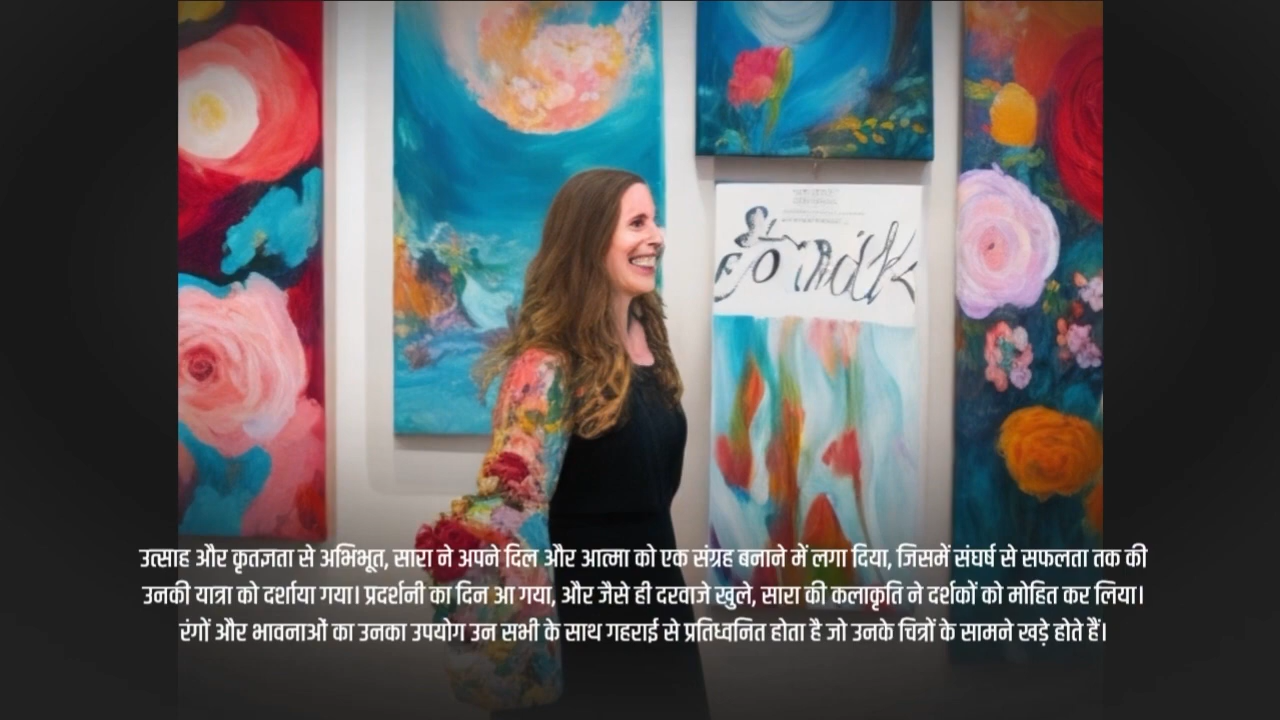 उत्साह और कृतज्ञता से अभिभूत, सारा ने अपने दिल और आत्मा को एक संग्रह बनाने में लगा दिया, जिसमें संघर्ष से सफलता तक की
उनकी यात्रा को दर्शाया गया। प्रदर्शनी का दिन आ गया, और जैसे ही दरवाजे खुले, सारा की कलाकृति ने दर्शकों को मोहित कर लिया।
रंगों और भावनाओं का उनका उपयोग उन सभी के साथ गहराई से प्रतिध्वनित होता है जो उनके चित्रों के सामने खड़े होते हैं।